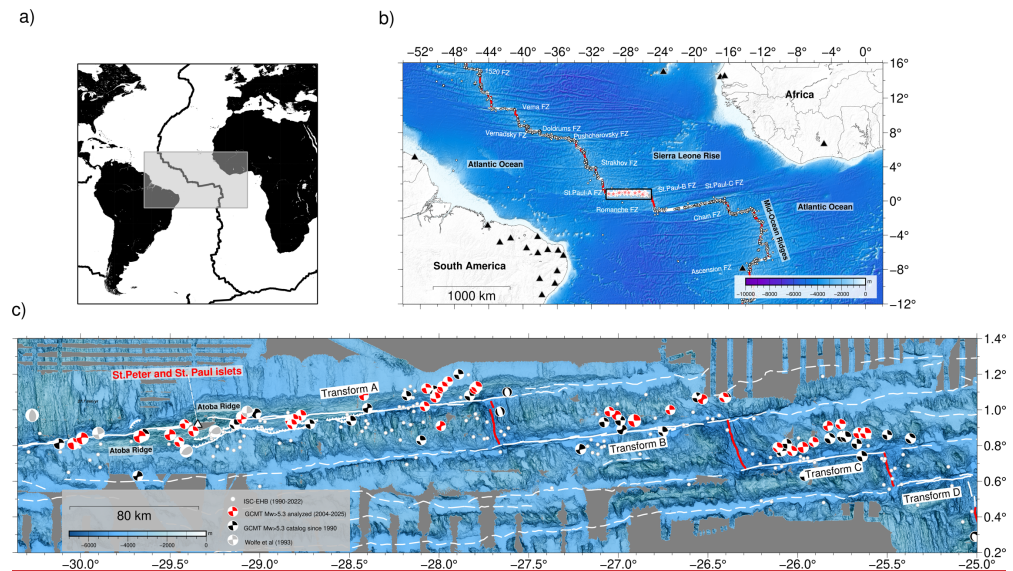 a)
b)
−52 −48 −44 −40 −36 −32 −28 −24 −20 −16 −12 −8 −4 0°
16°
12°
8°
4°
0°
−4°
−8°
−12°
1520 FZ
Africa
Vema FZ
Doldrums FZ
Vernadsky FZ
Pushcharovsky FZ
Atlantic Ocean
Sierra Leone Rise
Strakhov FZ
St.Paul-A FZ
St.Paul-B FZ
St.Paul-C FZ
Romanche FZ
Chain FZ
Mid-Ocean Ridges
Atlantic Ocean
South America
Ascension FZ
1000 km
m
−10000 −8000 −6000 −4000 −2000 0
c)
1.4°
1.2°
1.0°
0.8°
0.6°
0.4°
0.2°
St.Peter and St. Paul islets
Transform A
Atoba Ridge
Atoba Ridge
Transform B
Transform C
Transform D
80 km
m
−6000 −4000 −2000 0
ISC-EHB (1990-2022)
GCMT Mw>5.3 analyzed (2004-2025)
GCMT Mw>5.3 catalog since 1990
Wolfe et al (1993)
−30.0 −29.5 −29.0 −28.5 −28.0 −27.5 −27.0 −26.5 −26.0 −25.5 −25.0